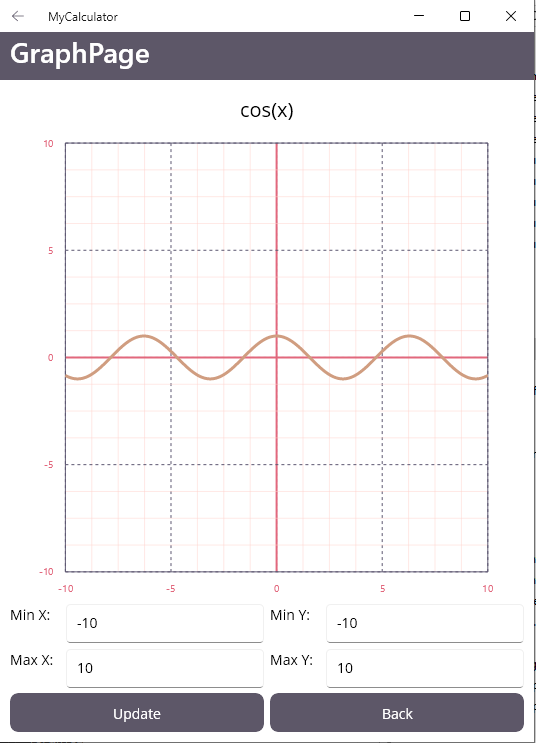 MyCalculator
GraphPage
cos(x)
10
5
0
-5
-10
-10 -5 0 5 10
Min X: -10 Min Y: -10
Max X: 10 Max Y: 10
Update Back